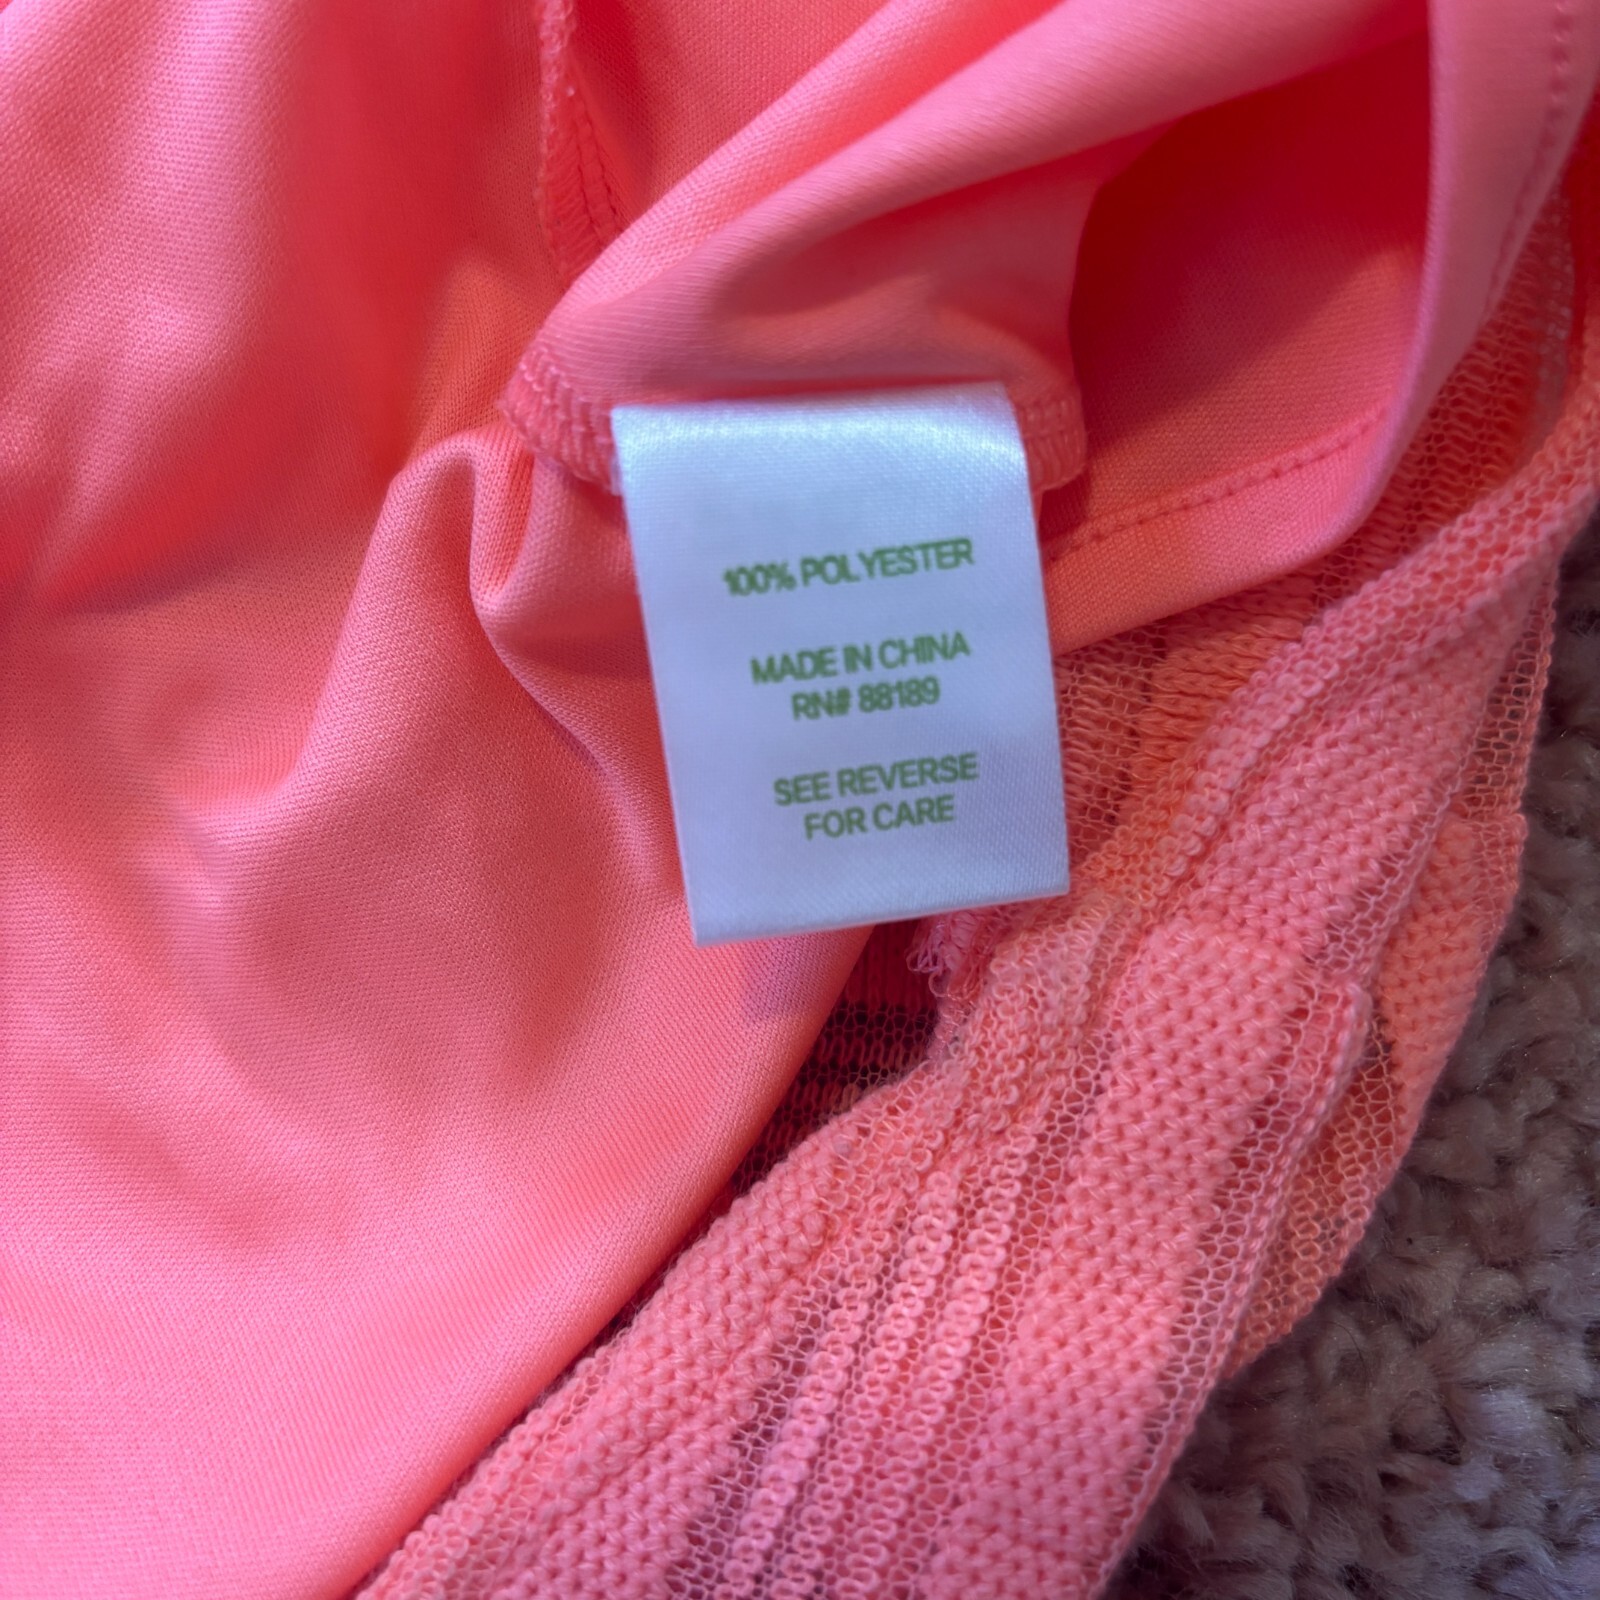 100% POLYESTER
MADE IN CHINA
RN# 88189
SEE REVERSE
FOR CARE